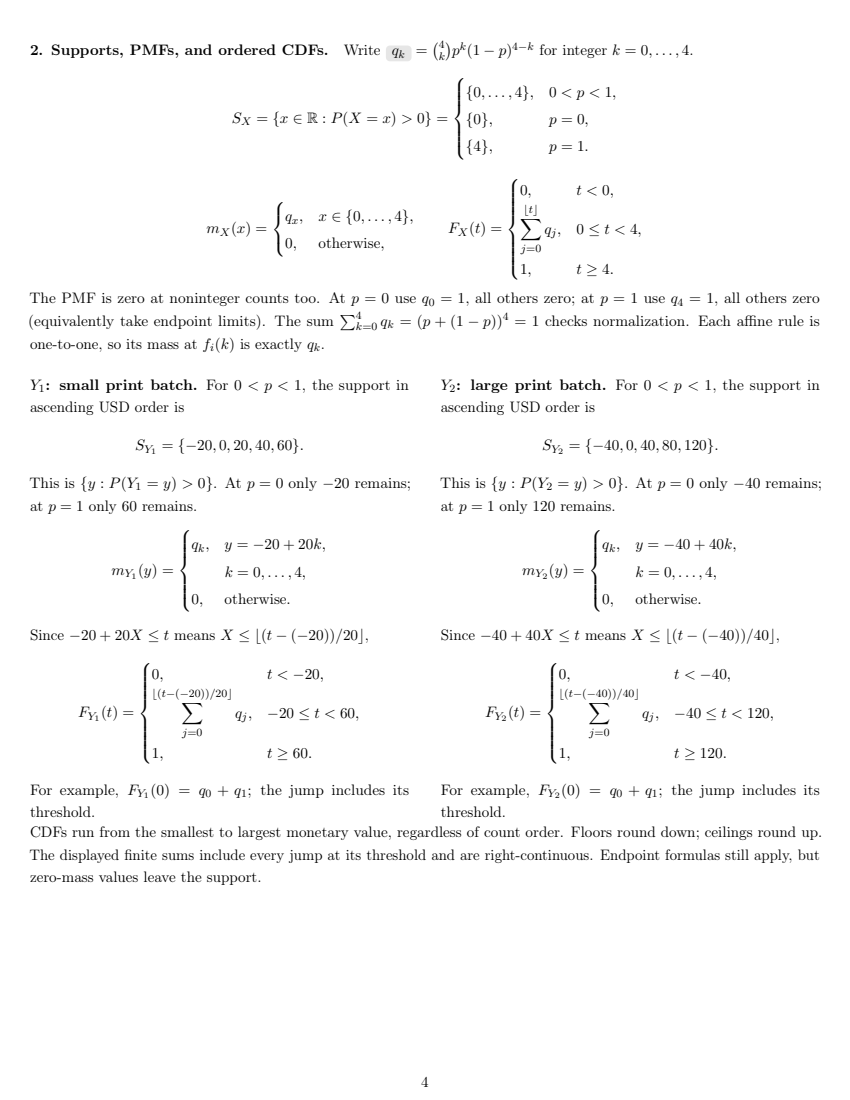 2. Supports, PMFs, and ordered CDFs. Write q_k = \binom{4}{k} p^k (1 − p)^{4−k} for integer k = 0, . . . , 4.
S_X = {x ∈ ℝ : P(X = x) > 0} = { {0, . . . , 4}, 0 < p < 1,
{0}, p = 0,
{4}, p = 1.
m_X(x) = { q_x, x ∈ {0, . . . , 4},
0, otherwise,
F_X(t) = { 0, t < 0,
\sum_{j=0}^{⌊t⌋} q_j, 0 ≤ t < 4,
1, t ≥ 4.
The PMF is zero at noninteger counts too. At p = 0 use q_0 = 1, all others zero; at p = 1 use q_4 = 1, all others zero
(equivalently take endpoint limits). The sum \sum_{k=0}^{4} q_k = (p + (1 − p))^4 = 1 checks normalization. Each affine rule is
one-to-one, so its mass at f_i(k) is exactly q_k.
Y_1: small print batch. For 0 < p < 1, the support in
ascending USD order is
S_{Y_1} = {−20, 0, 20, 40, 60}.
This is {y : P(Y_1 = y) > 0}. At p = 0 only −20 remains;
at p = 1 only 60 remains.
m_{Y_1}(y) = { q_k, y = −20 + 20k,
k = 0, . . . , 4,
0, otherwise.
Since −20 + 20X ≤ t means X ≤ ⌊(t − (−20))/20⌋,
F_{Y_1}(t) = { 0, t < −20,
\sum_{j=0}^{⌊(t−(−20))/20⌋} q_j, −20 ≤ t < 60,
1, t ≥ 60.
For example, F_{Y_1}(0) = q_0 + q_1; the jump includes its
threshold.
Y_2: large print batch. For 0 < p < 1, the support in
ascending USD order is
S_{Y_2} = {−40, 0, 40, 80, 120}.
This is {y : P(Y_2 = y) > 0}. At p = 0 only −40 remains;
at p = 1 only 120 remains.
m_{Y_2}(y) = { q_k, y = −40 + 40k,
k = 0, . . . , 4,
0, otherwise.
Since −40 + 40X ≤ t means X ≤ ⌊(t − (−40))/40⌋,
F_{Y_2}(t) = { 0, t < −40,
\sum_{j=0}^{⌊(t−(−40))/40⌋} q_j, −40 ≤ t < 120,
1, t ≥ 120.
For example, F_{Y_2}(0) = q_0 + q_1; the jump includes its
threshold.
CDFs run from the smallest to largest monetary value, regardless of count order. Floors round down; ceilings round up.
The displayed finite sums include every jump at its threshold and are right-continuous. Endpoint formulas still apply, but
zero-mass values leave the support.
4